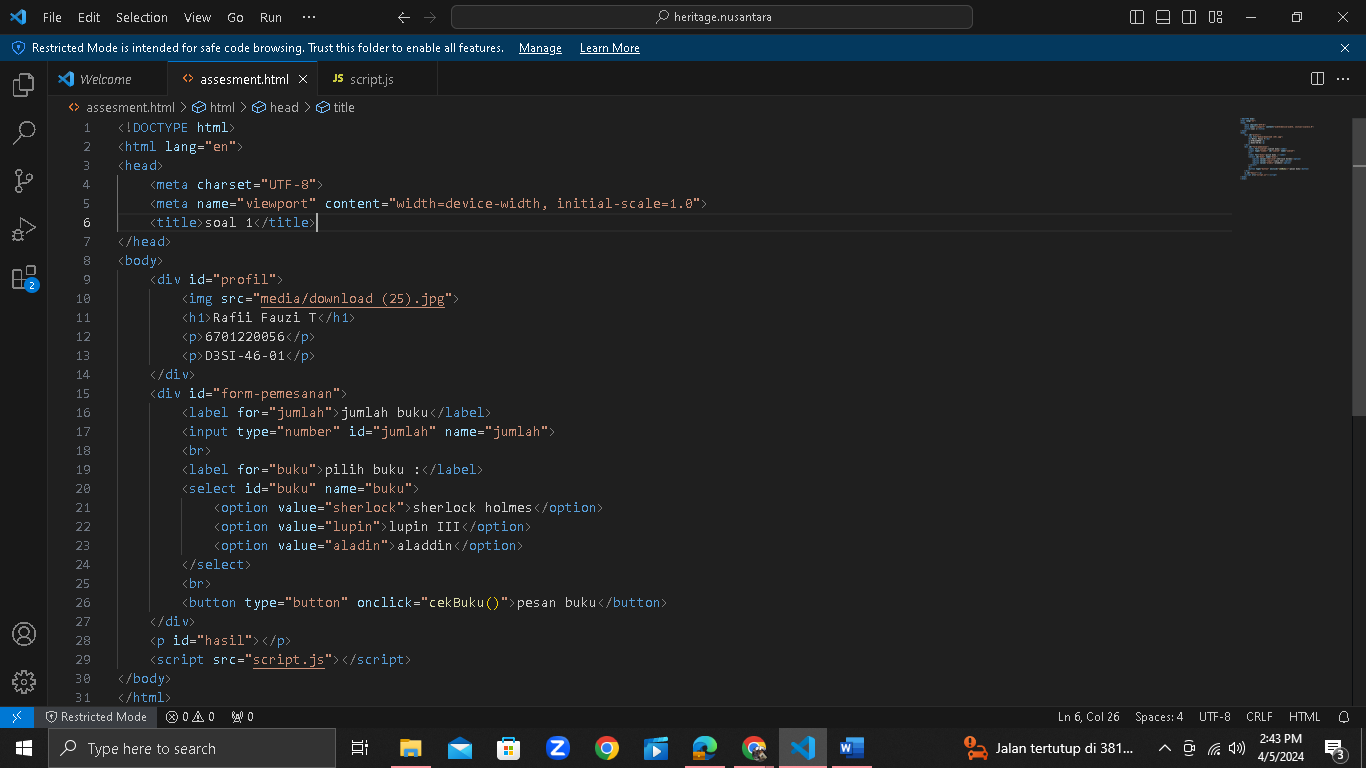 File Edit Selection View Go Run ··· heritage.nusantara
Restricted Mode is intended for safe code browsing. Trust this folder to enable all features. Manage Learn More
Welcome assesment.html JS script.js
assesment.html > html > head > title
1 <!DOCTYPE html>
2 <html lang="en">
3 <head>
4 <meta charset="UTF-8">
5 <meta name="viewport" content="width=device-width, initial-scale=1.0">
6 <title>soal 1</title>
7 </head>
8 <body>
9 <div id="profil">
10 <img src="media/download (25).jpg">
11 <h1>Rafii Fauzi T</h1>
12 <p>6701220056</p>
13 <p>D3SI-46-01</p>
14 </div>
15 <div id="form-pemesanan">
16 <label for="jumlah">jumlah buku</label>
17 <input type="number" id="jumlah" name="jumlah">
18 <br>
19 <label for="buku">pilih buku :</label>
20 <select id="buku" name="buku">
21 <option value="sherlock">sherlock holmes</option>
22 <option value="lupin">lupin III</option>
23 <option value="aladin">aladdin</option>
24 </select>
25 <br>
26 <button type="button" onclick="cekBuku()">pesan buku</button>
27 </div>
28 <p id="hasil"></p>
29 <script src="script.js"></script>
30 </body>
31 </html>
2
Restricted Mode 0 0 0 Ln 6, Col 26 Spaces: 4 UTF-8 CRLF HTML
Type here to search Jalan tertutup di 381... 2:43 PM
4/5/2024 3